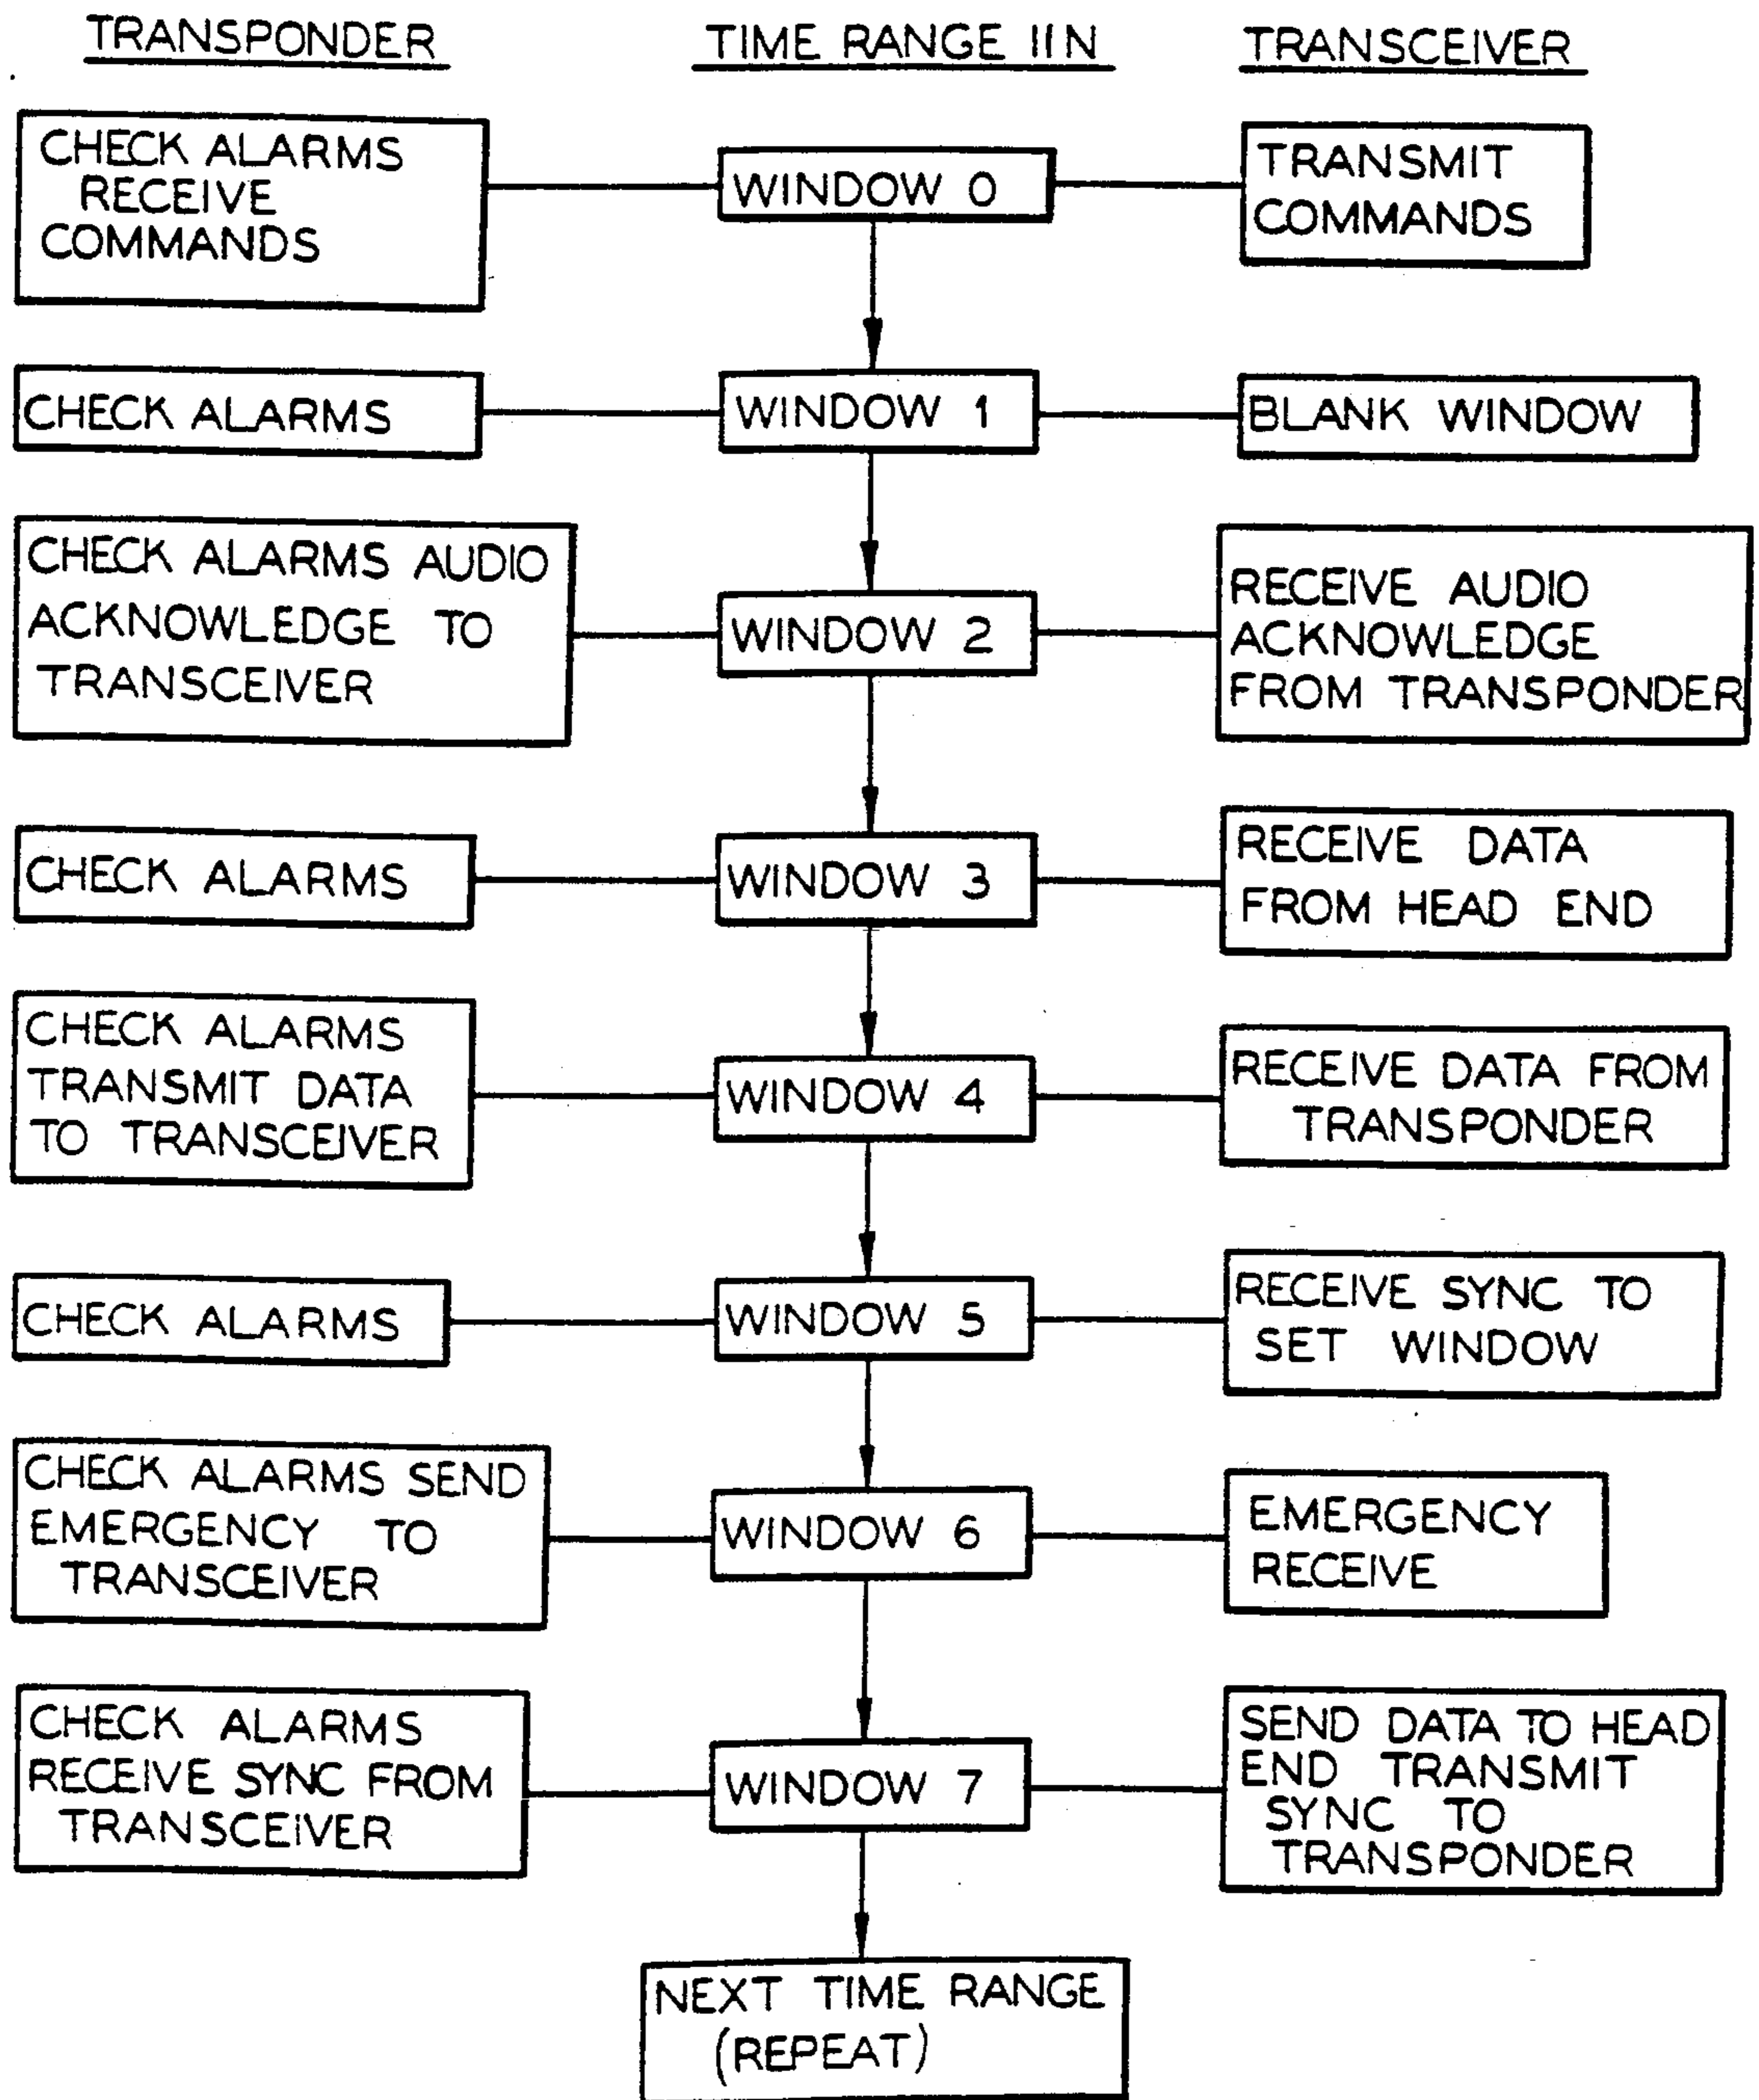 TRANSPONDER
TIME RANGE IIN
TRANSCEIVER
CHECK ALARMS
RECEIVE
COMMANDS
WINDOW 0
TRANSMIT
COMMANDS
CHECK ALARMS
WINDOW 1
BLANK WINDOW
CHECK ALARMS AUDIO
ACKNOWLEDGE TO
TRANSCEIVER
WINDOW 2
RECEIVE AUDIO
ACKNOWLEDGE
FROM TRANSPONDER
CHECK ALARMS
WINDOW 3
RECEIVE DATA
FROM HEAD END
CHECK ALARMS
TRANSMIT DATA
TO TRANSCEIVER
WINDOW 4
RECEIVE DATA FROM
TRANSPONDER
CHECK ALARMS
WINDOW 5
RECEIVE SYNC TO
SET WINDOW
CHECK ALARMS SEND
EMERGENCY TO
TRANSCEIVER
WINDOW 6
EMERGENCY
RECEIVE
CHECK ALARMS
RECEIVE SYNC FROM
TRANSCEIVER
WINDOW 7
SEND DATA TO HEAD
END TRANSMIT
SYNC TO
TRANSPONDER
NEXT TIME RANGE
(REPEAT)